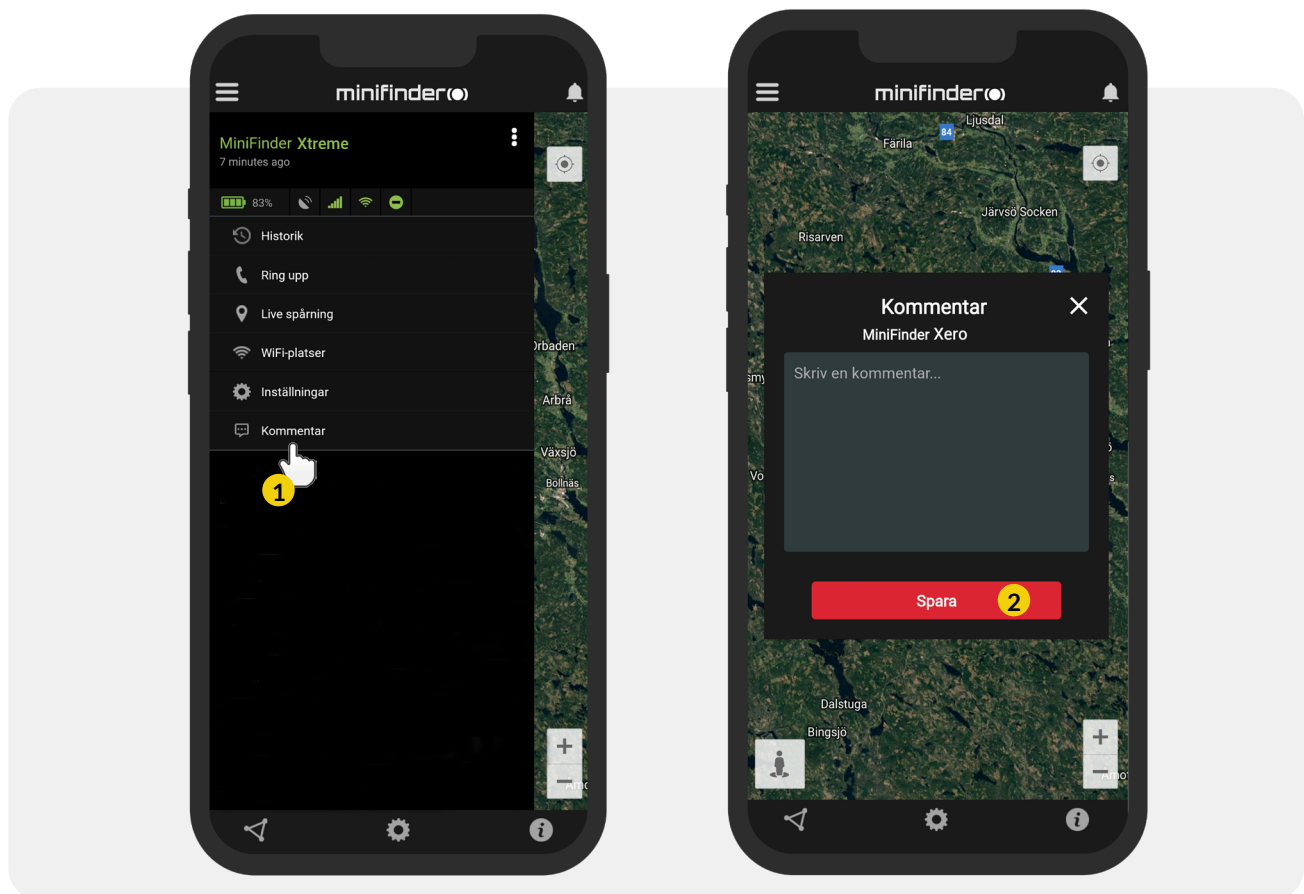 minifinder
MiniFinder Xtreme
7 minutes ago
83%
Historik
Ring upp
Live spårning
WiFi-platser
Inställningar
Kommentar
1
Orbaden
Arbrå
Växsjö
Bollnäs
+
−
i
minifinder
Ljusdal
84
Färila
Järvsö Socken
Risarven
Kommentar
MiniFinder Xero
Skriv en kommentar...
Spara
2
Dalstuga
Bingsjö
+
−
i